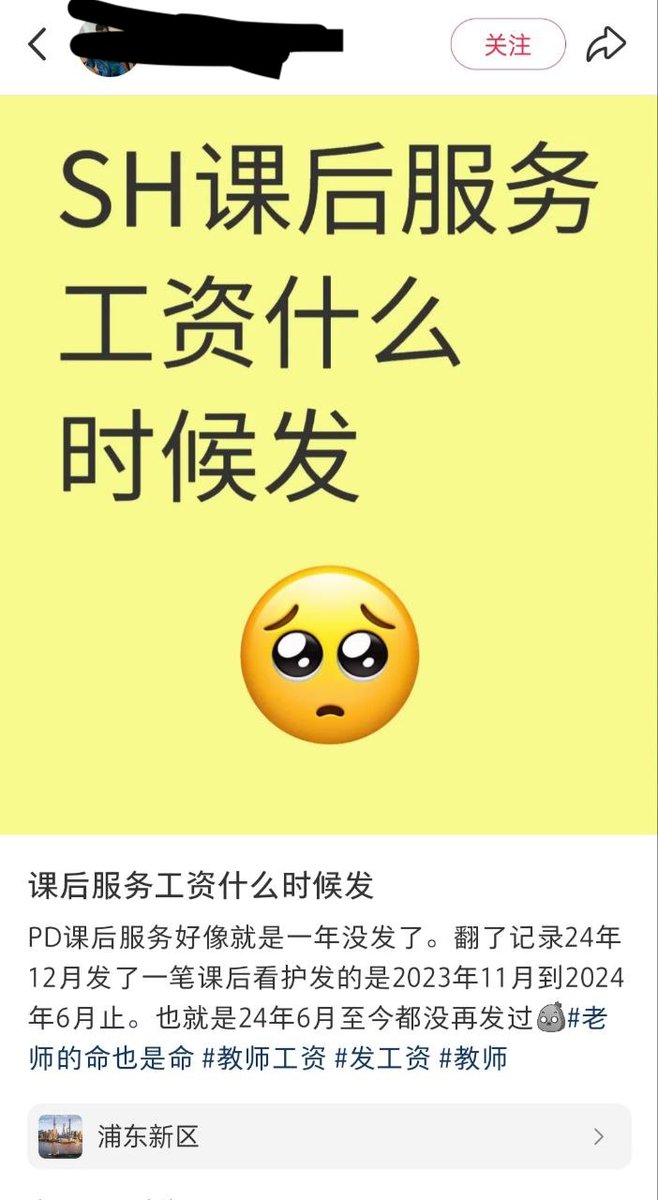 关注
SH课后服务
工资什么
时候发
课后服务工资什么时候发
PD课后服务好像就是一年没发了。翻了记录24年
12月发了一笔课后看护发的是2023年11月到2024
年6月止。也就是24年6月至今都没再发过#老
师的命也是命 #教师工资 #发工资 #教师
浦东新区